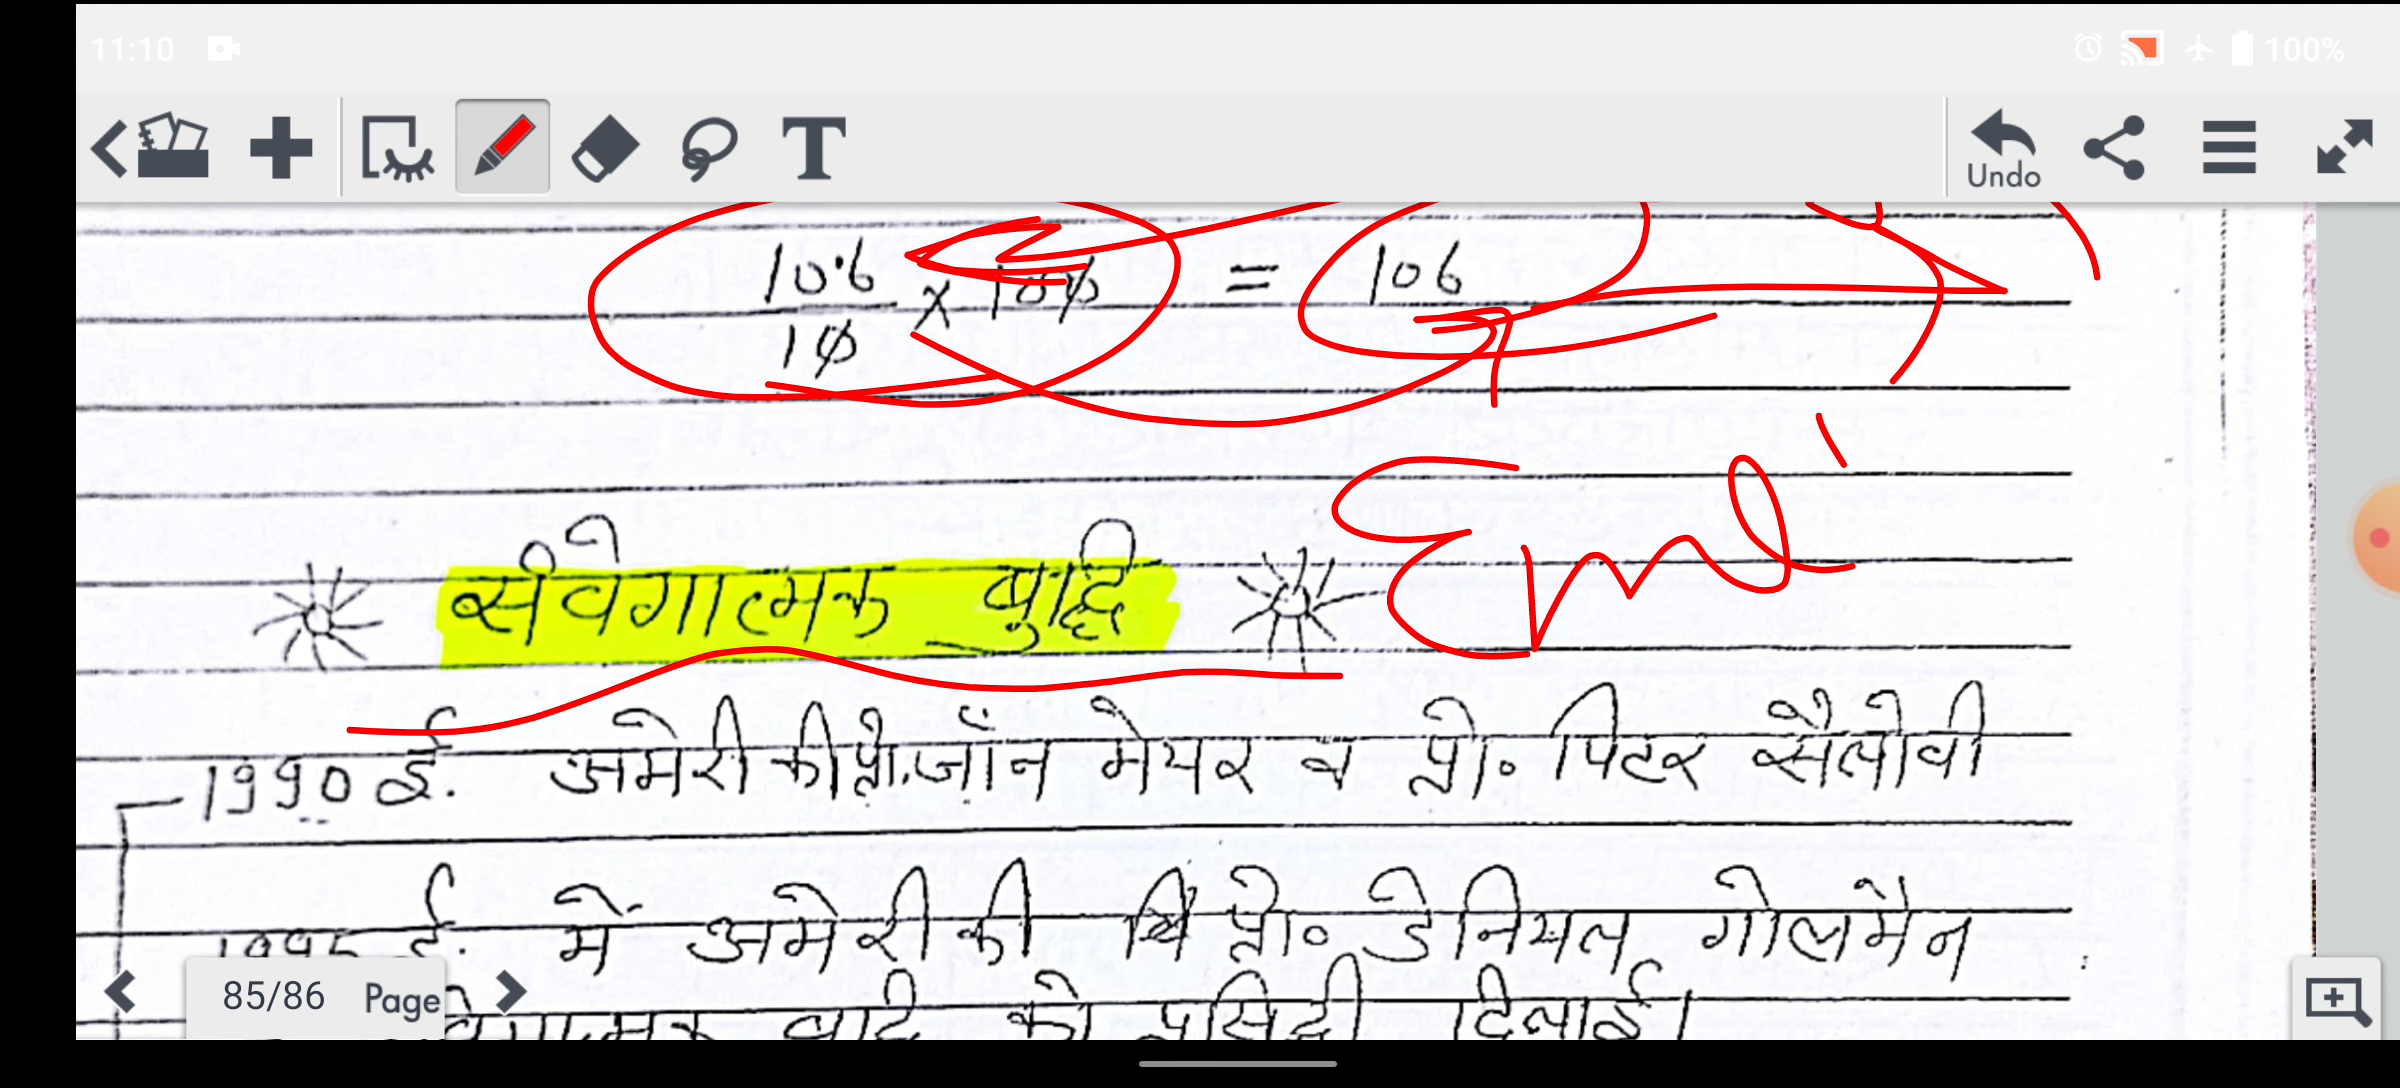 11:10 100%
Undo
10.6 × 100 = 106
10
संवेगात्मक बुद्धि
1990 ई. अमेरीकी प्रो. जॉन मेयर व प्रो. पिटर सैलोवी
1995 ई. में अमेरीकी प्रो. डेनियल गोलमैन
को प्रसिद्धी दिलाई।
85/86 Page